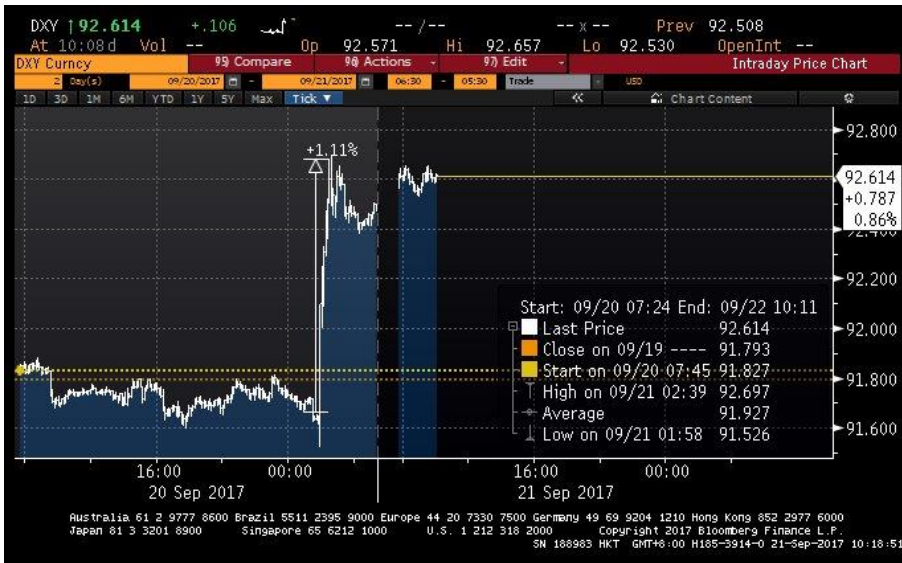 DXY ↑92.614 +.106 -- /-- -- x -- Prev 92.508
At 10:08 d Vol -- Op 92.571 Hi 92.657 Lo 92.530 OpenInt --
DXY Curncy 95) Compare 96) Actions 97) Edit Intraday Price Chart
2 Day(s) 09/20/2017 - 09/21/2017 06:30 - 05:30 Trade USD
1D 3D 1M 6M YTD 1Y 5Y Max Tick ▼ « Chart Content
92.800
+1.11%
92.614
+0.787
0.86%
92.400
92.200
92.000
91.800
91.600
Start: 09/20 07:24 End: 09/22 10:11
Last Price 92.614
Close on 09/19 ---- 91.793
Start on 09/20 07:45 91.827
High on 09/21 02:39 92.697
Average 91.927
Low on 09/21 01:58 91.526
16:00 00:00 16:00 00:00
20 Sep 2017 21 Sep 2017
Australia 61 2 9777 8600 Brazil 5511 2395 9000 Europe 44 20 7330 7500 Germany 49 69 9204 1210 Hong Kong 852 2977 6000
Japan 81 3 3201 8900 Singapore 65 6212 1000 U.S. 1 212 318 2000 Copyright 2017 Bloomberg Finance L.P.
SN 188983 HKT GMT+8:00 H185-3914-0 21-Sep-2017 10:18:51